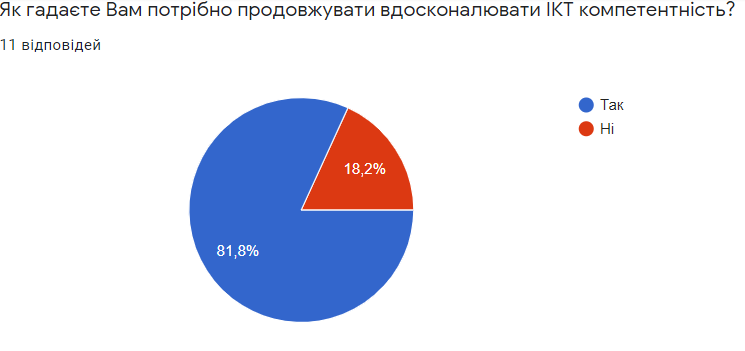 Як гадаєте Вам потрібно продовжувати вдосконалювати ІКТ компетентність?
11 відповідей
Так
Ні
18,2%
81,8%